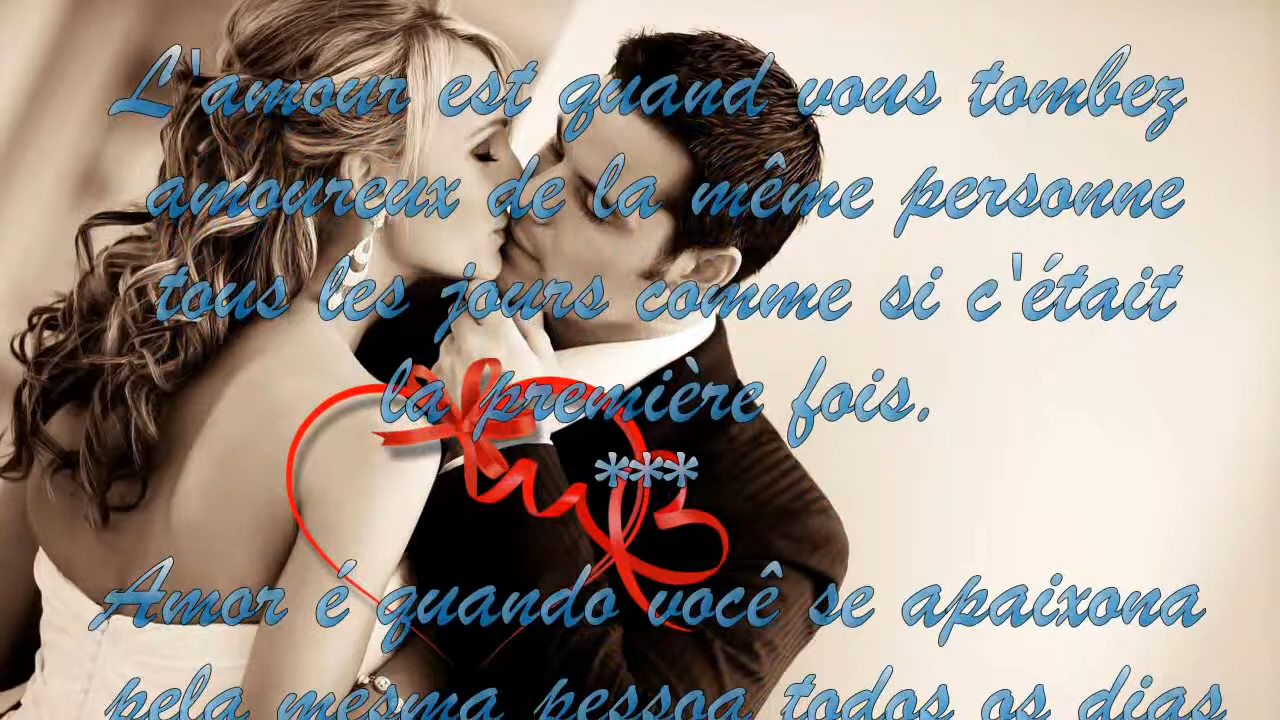 L'amour est quand vous tombez
amoureux de la même personne
tous les jours comme si c'était
la première fois.
***
Amor é quando você se apaixona
pela mesma pessoa todos os dias